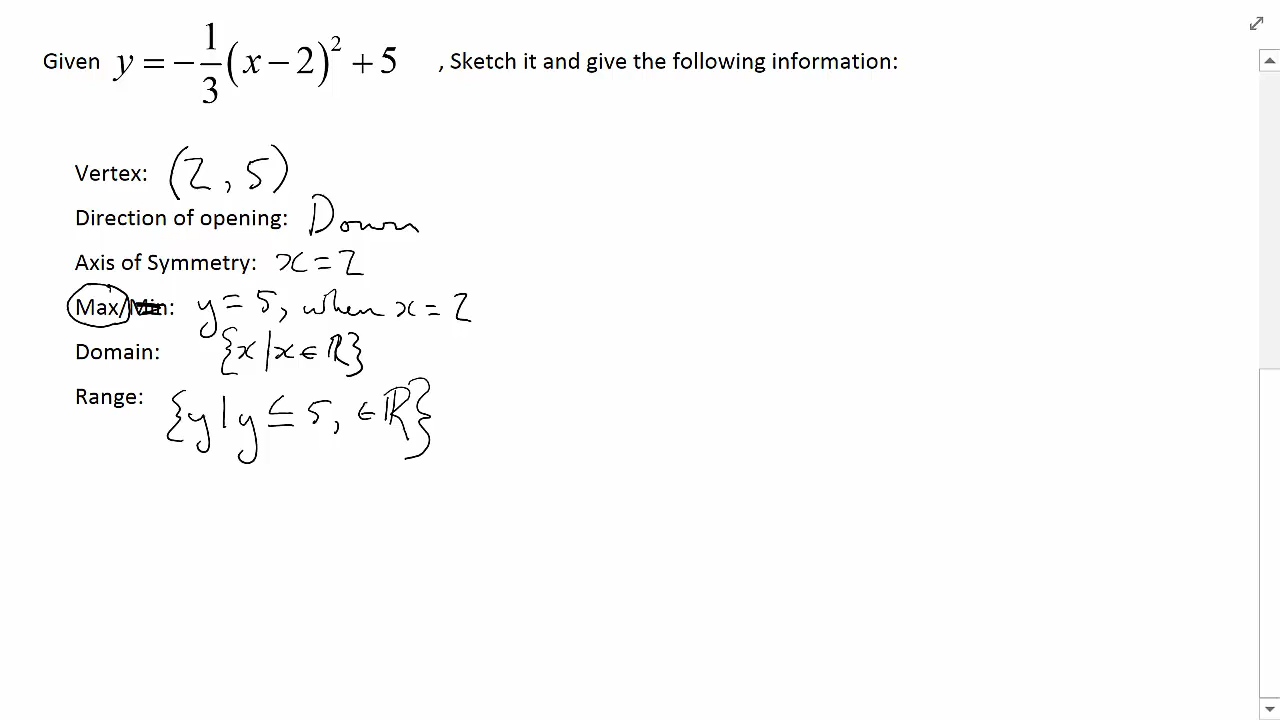 Given y = −1/3(x − 2)² + 5 , Sketch it and give the following information:
Vertex: (2, 5)
Direction of opening: Down
Axis of Symmetry: x = 2
Max/Min: y = 5, when x = 2
Domain: {x | x ∈ ℝ}
Range: {y | y ≤ 5, ∈ ℝ}